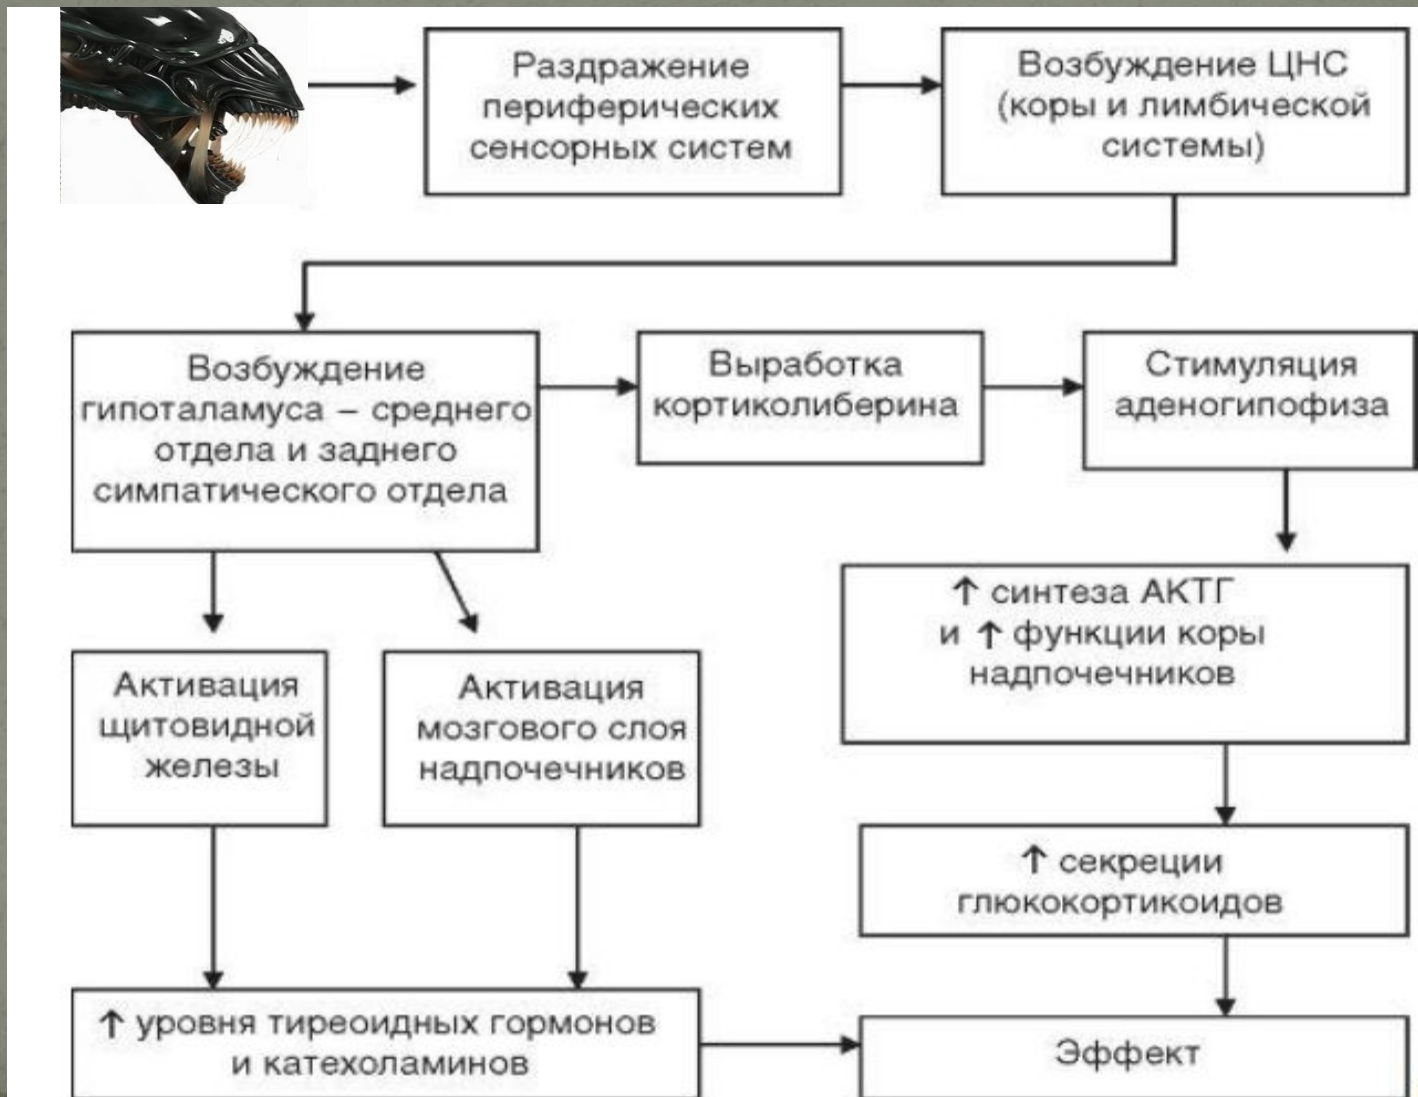 Раздражение
периферических
сенсорных систем
Возбуждение ЦНС
(коры и лимбической
системы)
Возбуждение
гипоталамуса – среднего
отдела и заднего
симпатического отдела
Выработка
кортиколиберина
Стимуляция
аденогипофиза
↑ синтеза АКТГ
и ↑ функции коры
надпочечников
Активация
щитовидной
железы
Активация
мозгового слоя
надпочечников
↑ секреции
глюкокортикоидов
↑ уровня тиреоидных гормонов
и катехоламинов
Эффект